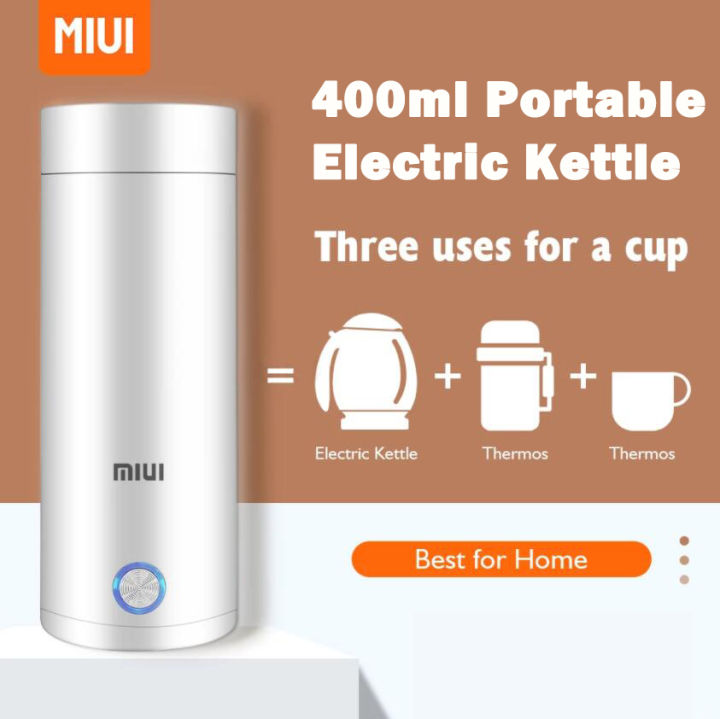 MIUI
400ml Portable
Electric Kettle
Three uses for a cup
= + +
Electric Kettle Thermos Thermos
MIUI
Best for Home